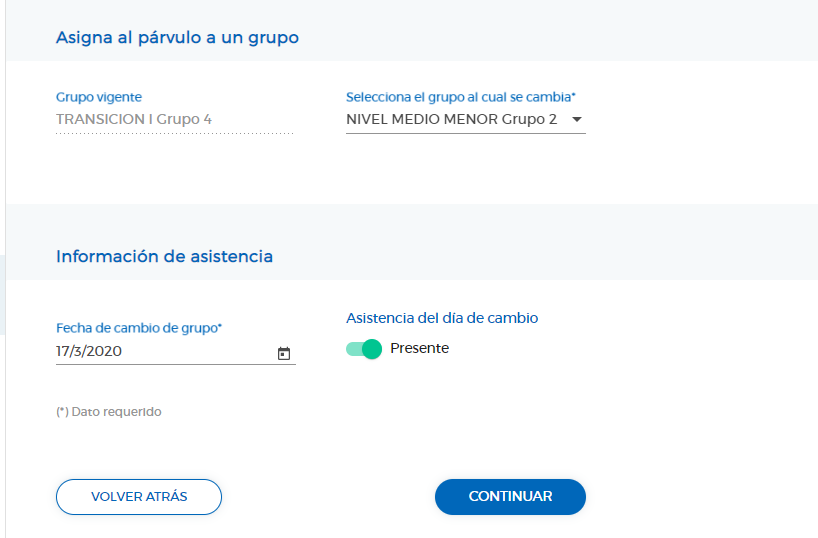 Asigna al párvulo a un grupo
Grupo vigente
Selecciona el grupo al cual se cambia*
TRANSICION I Grupo 4
NIVEL MEDIO MENOR Grupo 2
Información de asistencia
Asistencia del día de cambio
Fecha de cambio de grupo*
17/3/2020
Presente
(*) Dato requerido
VOLVER ATRÁS
CONTINUAR